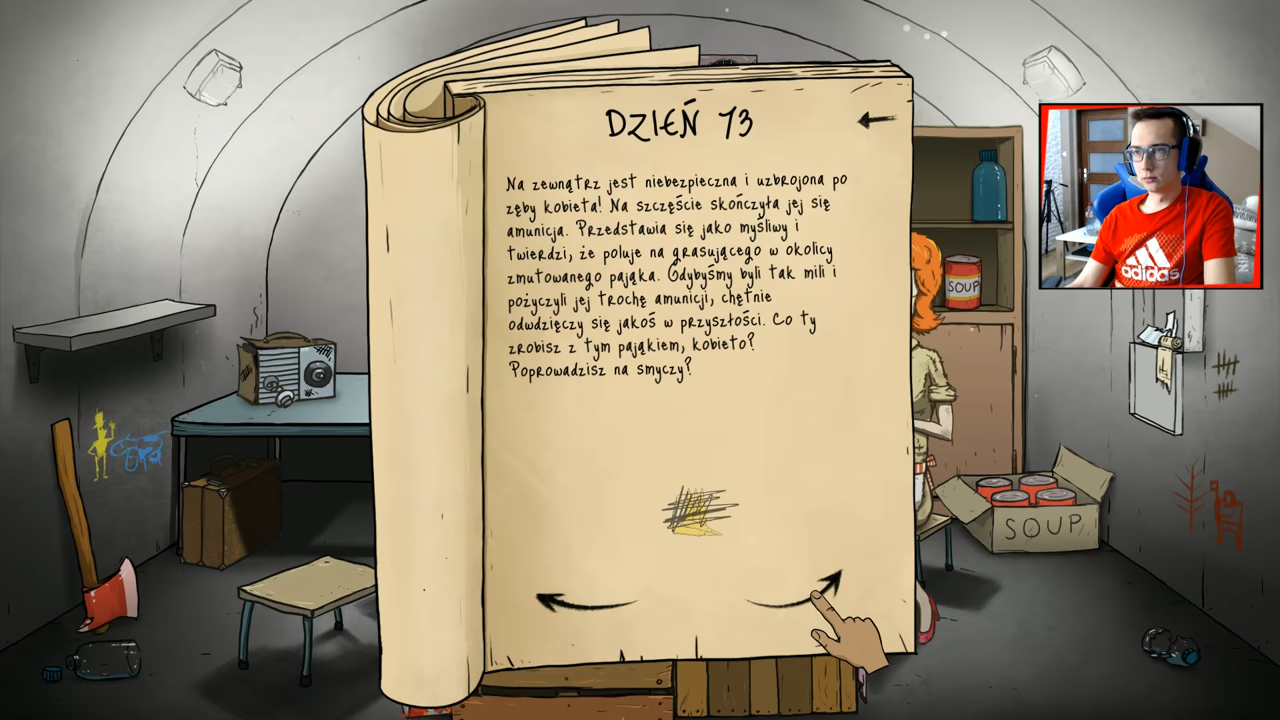 DZIEŃ 73
Na zewnątrz jest niebezpieczna i uzbrojona po
zęby kobieta! Na szczęście skończyła jej się
amunicja. Przedstawia się jako myśliwy i
twierdzi, że poluje na grasującego w okolicy
zmutowanego pająka. Gdybyśmy byli tak mili i
pożyczyli jej trochę amunicji, chętnie
odwdzięczy się jakoś w przyszłości. Co ty
zrobisz z tym pająkiem, kobieto?
Poprowadzisz na smyczy?
SOUP
SOUP
adidas